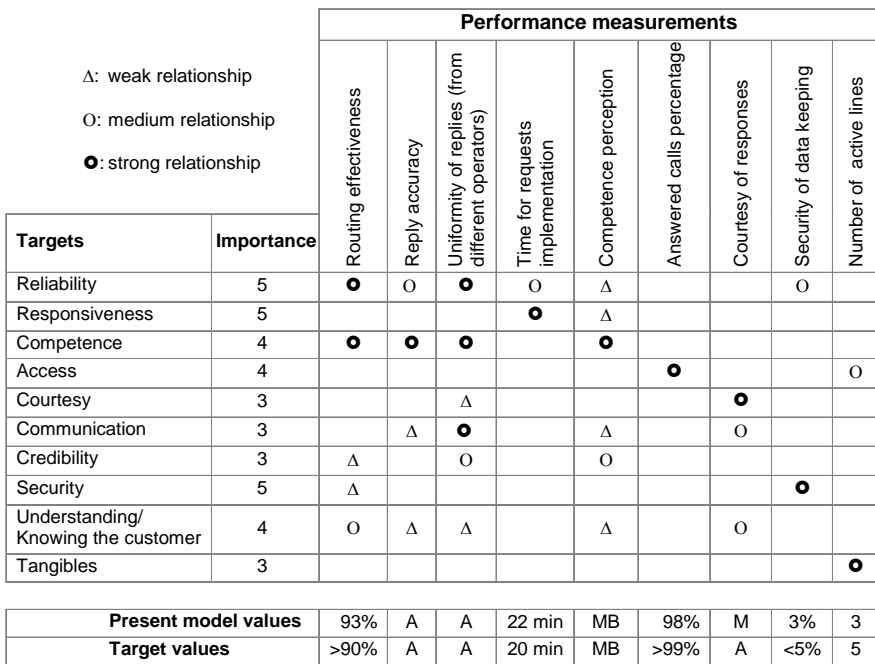 Performance measurements
Δ: weak relationship
O: medium relationship
O: strong relationship
Targets
Importance
Routing effectiveness
Reply accuracy
Uniformity of replies (from
different operators)
Time for requests
implementation
Competence perception
Answered calls percentage
Courtesy of responses
Security of data keeping
Number of active lines
Reliability 5 O O O O Δ O
Responsiveness 5 O Δ
Competence 4 O O O O
Access 4 O O
Courtesy 3 Δ O
Communication 3 Δ O Δ O
Credibility 3 Δ O O
Security 5 Δ O
Understanding/
Knowing the customer 4 O Δ Δ Δ O
Tangibles 3 O
Present model values 93% A A 22 min MB 98% M 3% 3
Target values >90% A A 20 min MB >99% A <5% 5